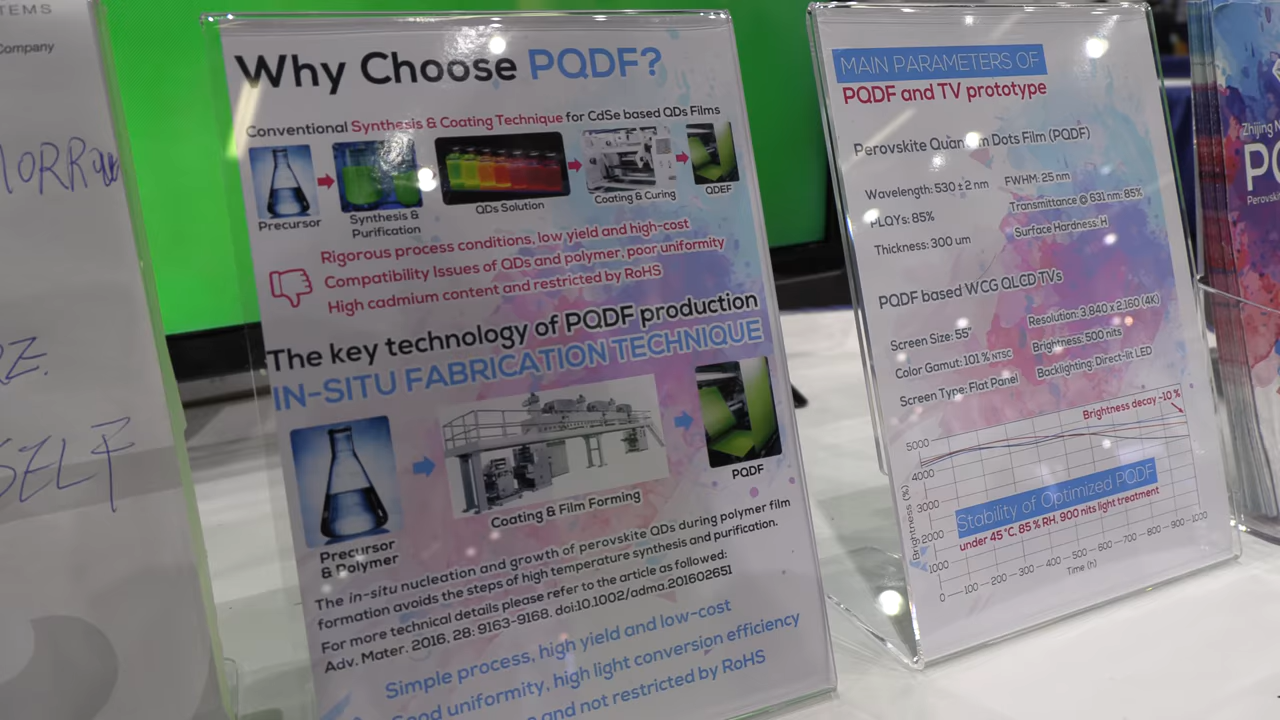 TEMS
Company
RE.
SELF
Why Choose PQDF?
Conventional Synthesis & Coating Technique for CdSe based QDs Films
Precursor
Synthesis &
Purification
QDs Solution
Coating & Curing
QDEF
Rigorous process conditions, low yield and high-cost
Compatibility Issues of QDs and polymer, poor uniformity
High cadmium content and restricted by RoHS
The key technology of PQDF production
IN-SITU FABRICATION TECHNIQUE
Precursor
& Polymer
Coating & Film Forming
PQDF
The in-situ nucleation and growth of perovskite QDs during polymer film
formation avoids the steps of high temperature synthesis and purification.
For more technical details please refer to the article as followed:
Adv. Mater. 2016, 28: 9163-9168. doi:10.1002/adma.201602651
Simple process, high yield and low-cost
Good uniformity, high light conversion efficiency
and not restricted by RoHS
MAIN PARAMETERS OF
PQDF and TV prototype
Perovskite Quantum Dots Film (PQDF)
Wavelength: 530 ± 2 nm
FWHM: 25 nm
PLQYs: 85%
Transmittance @ 631 nm: 85%
Thickness: 300 um
Surface Hardness: H
PQDF based WCG QLCD TVs
Screen Size: 55"
Resolution: 3,840 x 2,160 (4K)
Color Gamut: 101 % NTSC
Brightness: 500 nits
Screen Type: Flat Panel
Backlighting: Direct-lit LED
Brightness decay ~10 %
5000
4000
3000
2000
1000
0
Brightness (%)
Stability of Optimized PQDF
under 45 °C, 85 % RH, 900 nits light treatment
100 200 300 400 500 600 700 800 900 1000
Time (h)
Zhijing